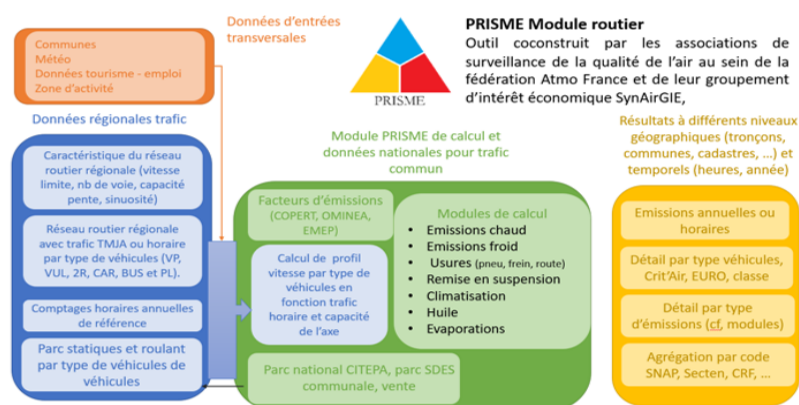 Données d'entrées
transversales
Communes
Météo
Données tourisme - emploi
Zone d'activité
PRISME
PRISME Module routier
Outil coconstruit par les associations de
surveillance de la qualité de l'air au sein de la
fédération Atmo France et de leur groupement
d'intérêt économique SynAirGIE,
Données régionales trafic
Caractéristique du réseau
routier régionale (vitesse
limite, nb de voie, capacité
pente, sinuosité)
Réseau routier régionale
avec trafic TMJA ou horaire
par type de véhicules (VP,
VUL, 2R, CAR, BUS et PL).
Comptages horaires annuelles
de référence
Parc statiques et roulant
par type de véhicules de
véhicules
Module PRISME de calcul et
données nationales pour trafic
commun
Facteurs d'émissions
(COPERT, OMINEA,
EMEP)
Calcul de profil
vitesse par type de
véhicules en
fonction trafic
horaire et capacité
de l'axe
Modules de calcul
• Emissions chaud
• Emissions froid
• Usures (pneu, frein, route)
• Remise en suspension
• Climatisation
• Huile
• Evaporations
Parc national CITEPA, parc SDES
communale, vente
Résultats à différents niveaux
géographiques (tronçons,
communes, cadastres, ...) et
temporels (heures, année)
Emissions annuelles ou
horaires
Détail par type véhicules,
Crit'Air, EURO, classe
Détail par type
d'émissions (cf, modules)
Agrégation par code
SNAP, Secten, CRF, ...